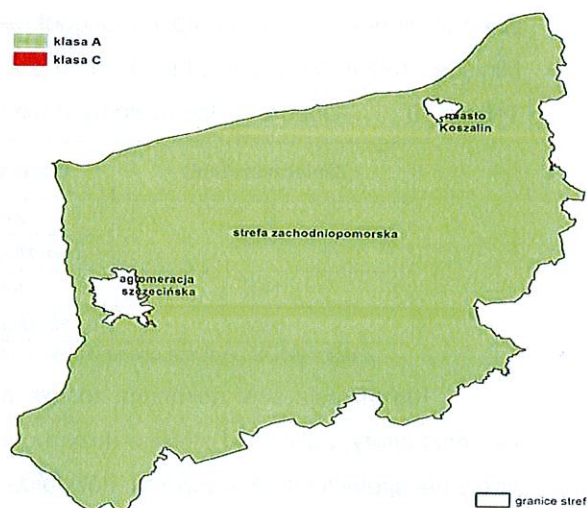 klasa A
klasa C
miasto
Koszalin
strefa zachodniopomorska
aglomeracja
szczecińska
granice stref